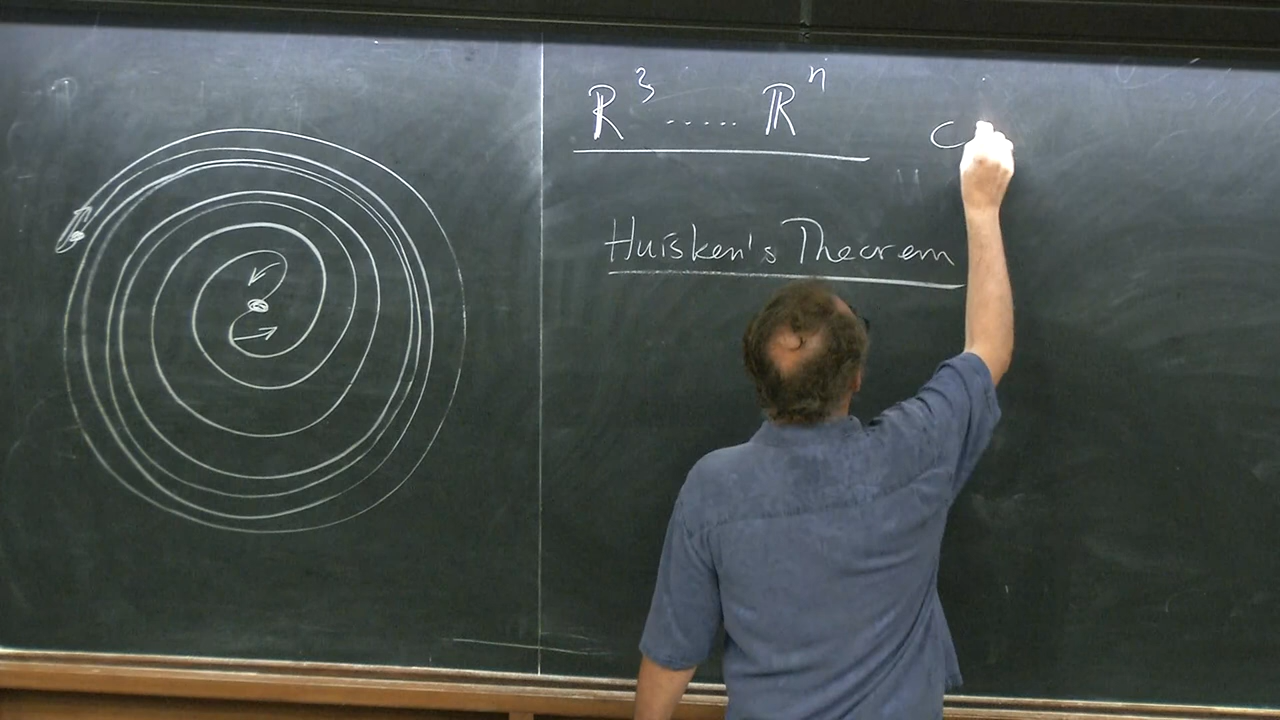 ℝ³ ..... ℝⁿ
C
Huisken's Theorem